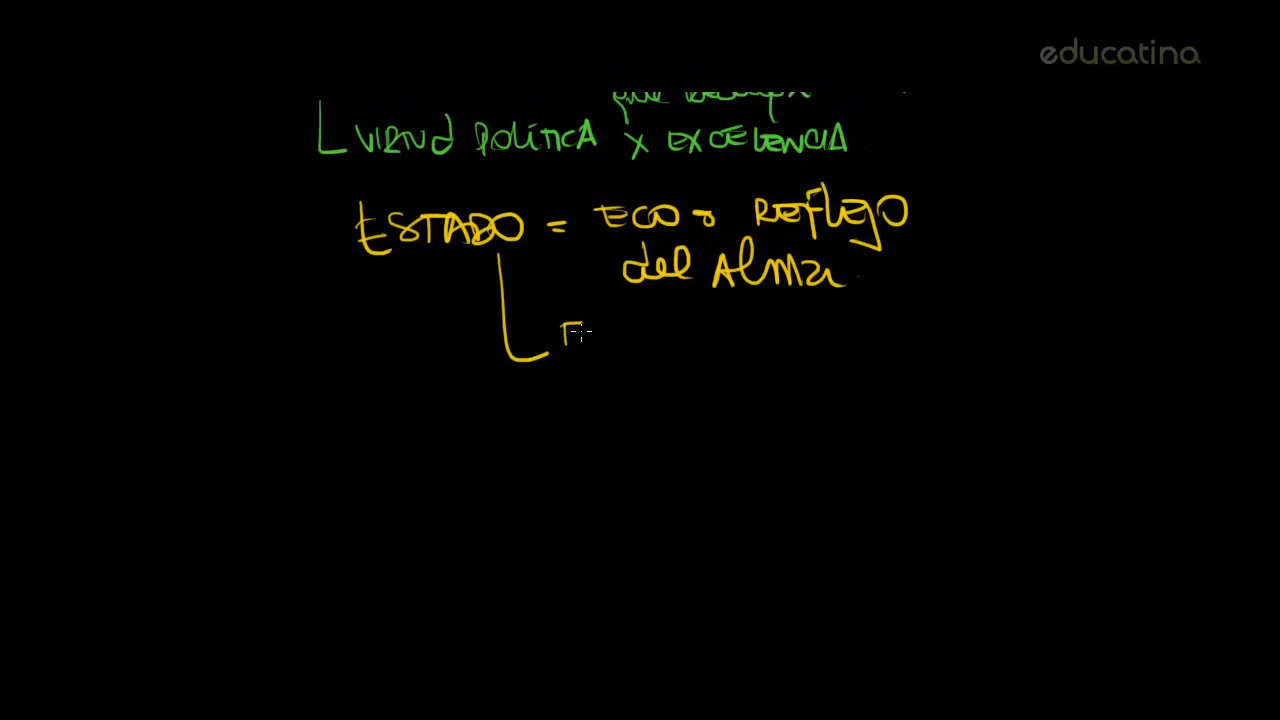 educatina
VIRTUD POLÍTICA X EXCELENCIA
ESTADO = ECO o REFLEJO
del Alma